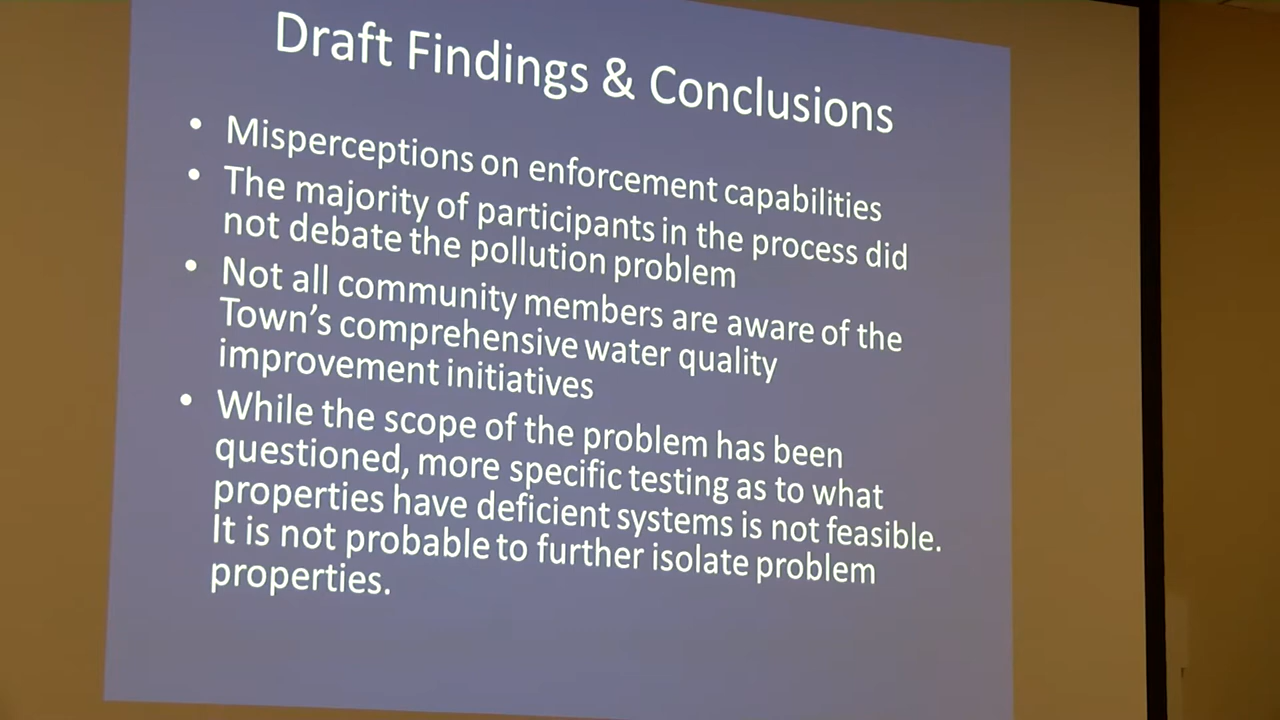 Draft Findings & Conclusions
• Misperceptions on enforcement capabilities
• The majority of participants in the process did
not debate the pollution problem
• Not all community members are aware of the
Town's comprehensive water quality
improvement initiatives
• While the scope of the problem has been
questioned, more specific testing as to what
properties have deficient systems is not feasible.
It is not probable to further isolate problem
properties.